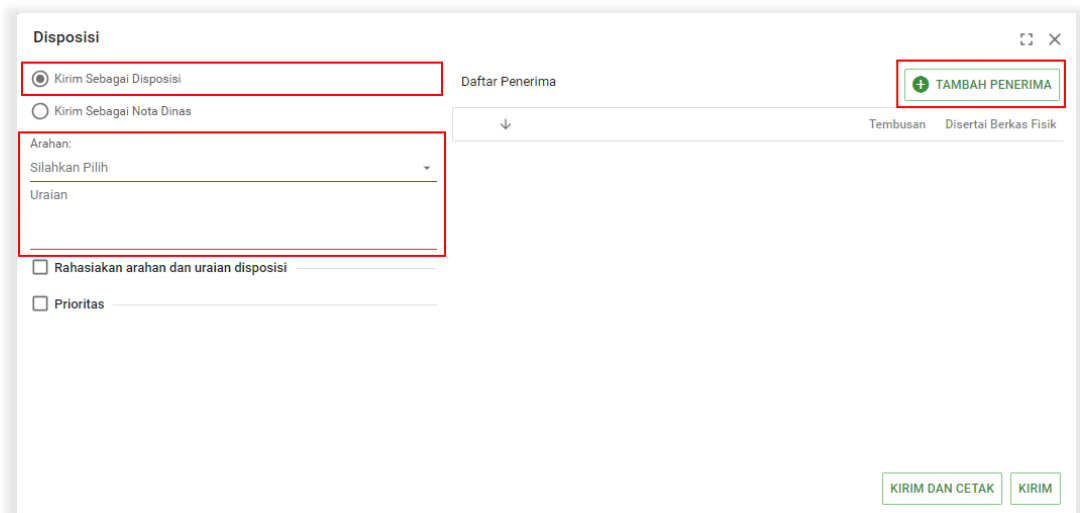 Disposisi
Kirim Sebagai Disposisi
Kirim Sebagai Nota Dinas
Arahan:
Silahkan Pilih
Uraian
Rahasiakan arahan dan uraian disposisi
Prioritas
Daftar Penerima
TAMBAH PENERIMA
Tembusan Disertai Berkas Fisik
KIRIM DAN CETAK KIRIM